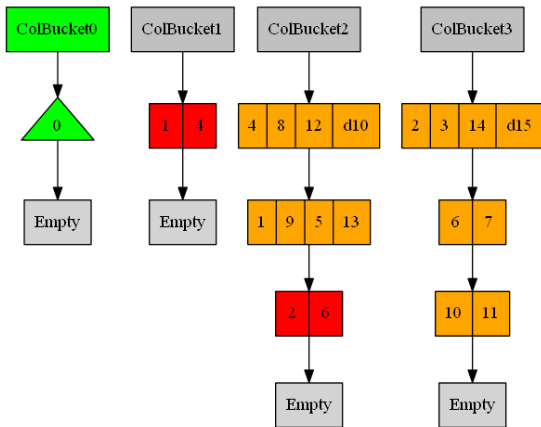 ColBucket0 ColBucket1 ColBucket2 ColBucket3
0 1 4 4 8 12 d10 2 3 14 d15
Empty Empty 1 9 5 13 6 7
2 6 10 11
Empty Empty